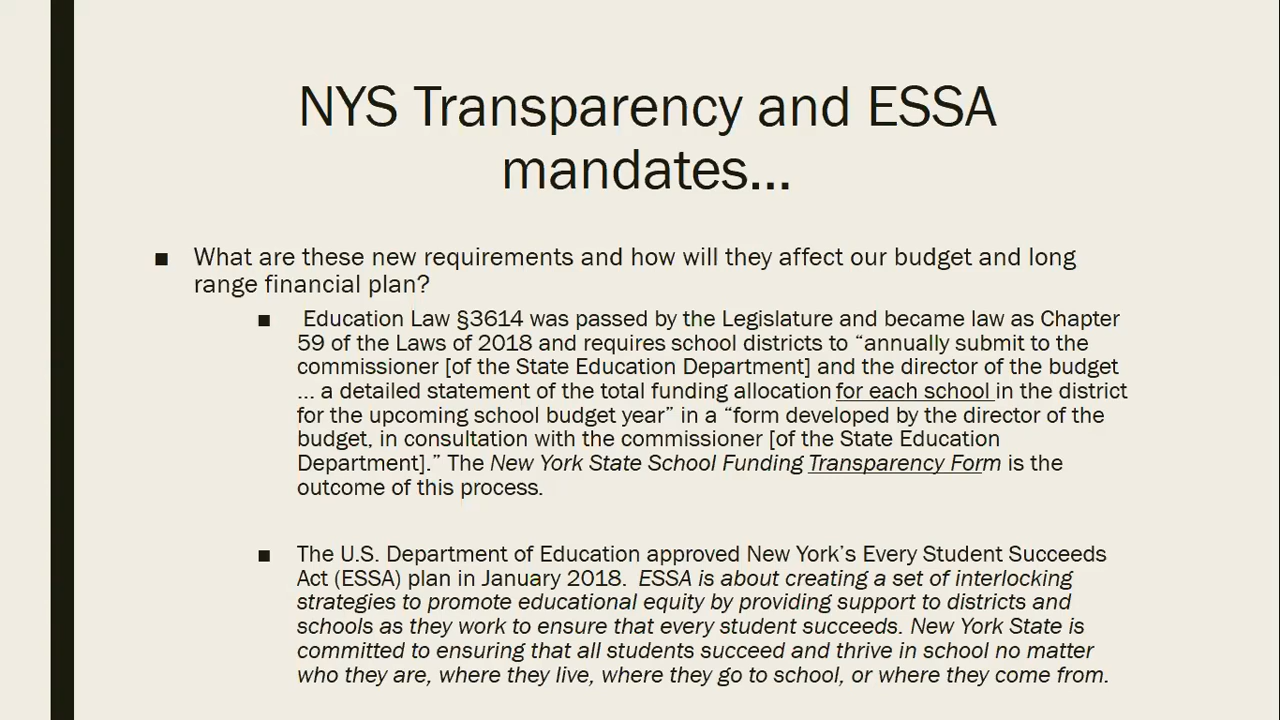 NYS Transparency and ESSA
mandates...
■ What are these new requirements and how will they affect our budget and long
range financial plan?
■ Education Law §3614 was passed by the Legislature and became law as Chapter
59 of the Laws of 2018 and requires school districts to “annually submit to the
commissioner [of the State Education Department] and the director of the budget
... a detailed statement of the total funding allocation for each school in the district
for the upcoming school budget year” in a “form developed by the director of the
budget, in consultation with the commissioner [of the State Education
Department].” The New York State School Funding Transparency Form is the
outcome of this process.
■ The U.S. Department of Education approved New York’s Every Student Succeeds
Act (ESSA) plan in January 2018. ESSA is about creating a set of interlocking
strategies to promote educational equity by providing support to districts and
schools as they work to ensure that every student succeeds. New York State is
committed to ensuring that all students succeed and thrive in school no matter
who they are, where they live, where they go to school, or where they come from.